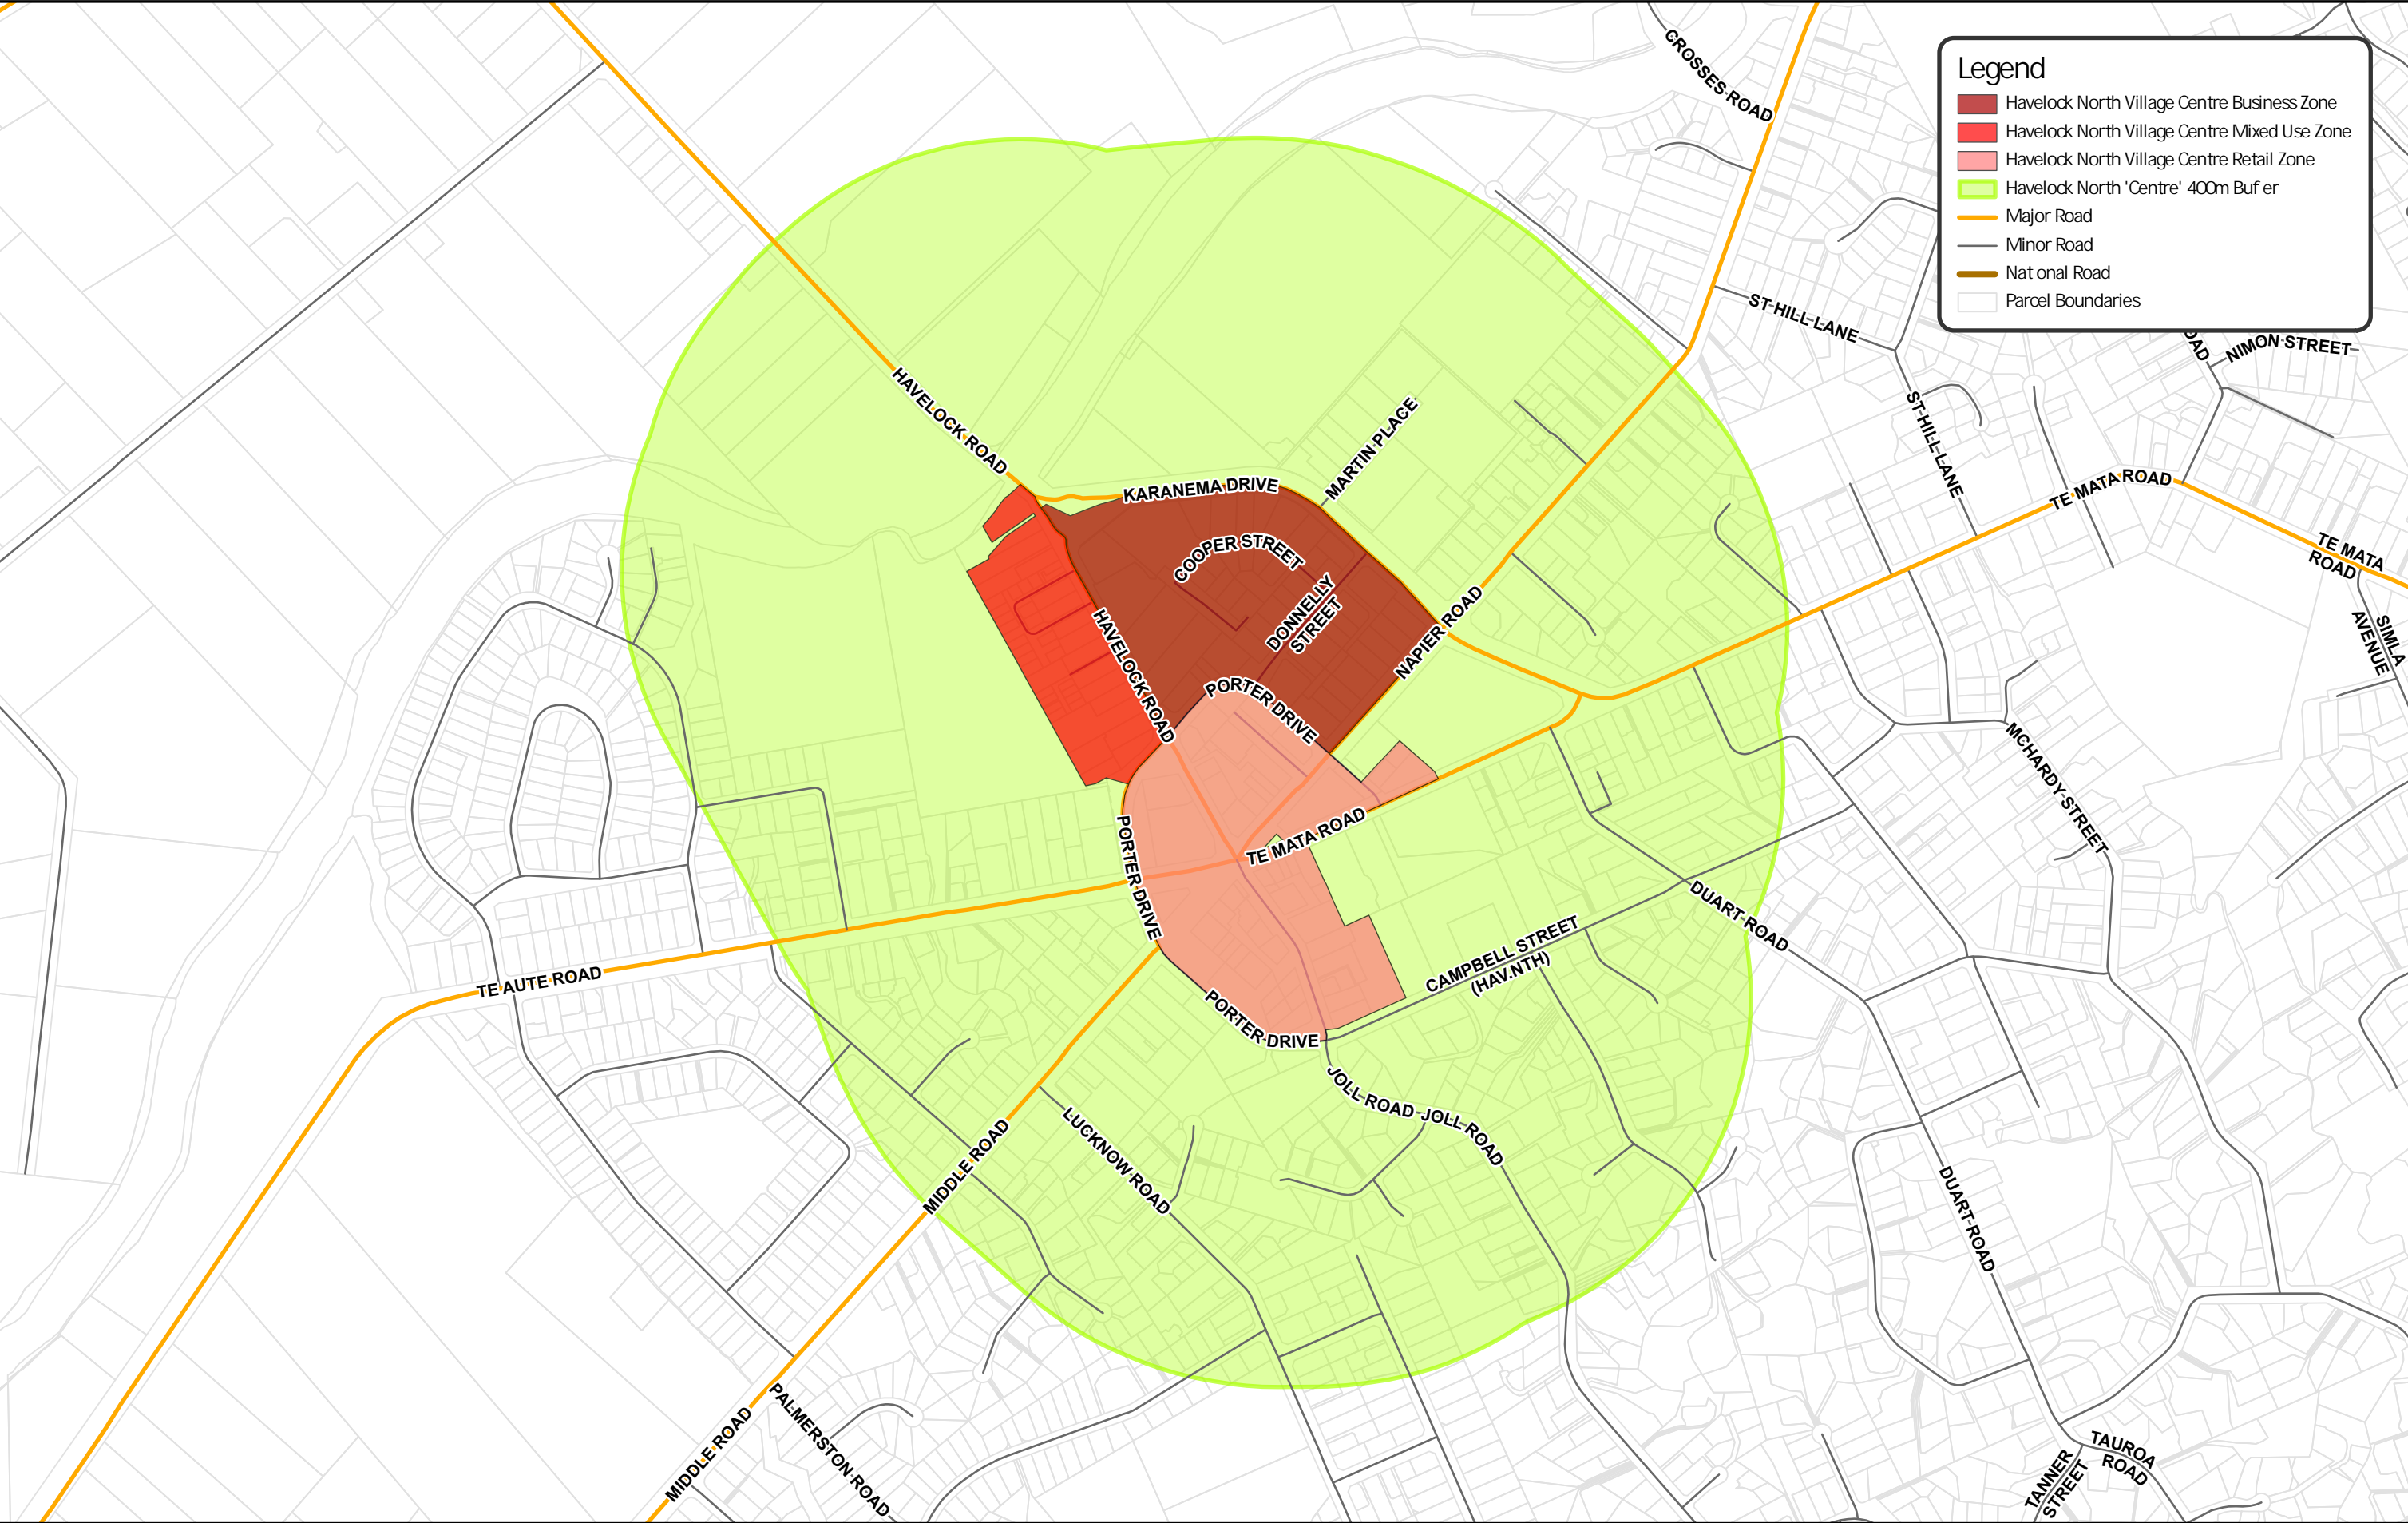 CROSSES ROAD
Legend
Havelock North Village Centre Business Zone
Havelock North Village Centre Mixed Use Zone
Havelock North Village Centre Retail Zone
Havelock North 'Centre' 400m Buf er
Major Road
Minor Road
Nat onal Road
Parcel Boundaries
ST HILL LANE
OAD
NIMON STREET
HAVELOCK ROAD
MARTIN PLACE
ST HILL LANE
KARANEMA DRIVE
TE MATA ROAD
COOPER STREET
TE MATA
ROAD
DONNELLY
STREET
NAPIER ROAD
HAVELOCK ROAD
SIMLA
AVENUE
PORTER DRIVE
MCHARDY STREET
TE MATA ROAD
PORTER DRIVE
DUART ROAD
CAMPBELL STREET
(HAV.NTH)
TE AUTE ROAD
PORTER DRIVE
JOLL ROAD
JOLL ROAD
LUCKNOW ROAD
MIDDLE ROAD
DUART ROAD
PALMERSTON ROAD
MIDDLE ROAD
TAUROA
ROAD
TANNER
STREET